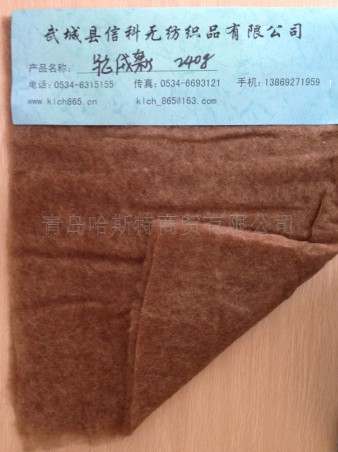 武城县信科无纺织品有限公司
产品名称: 驼绒絮 240g
电话:0534-6315155 传真:0534-6693121 手机:13869271959
www.klch865.cn klch_865@163.com
青岛哈斯特商贸有限公司